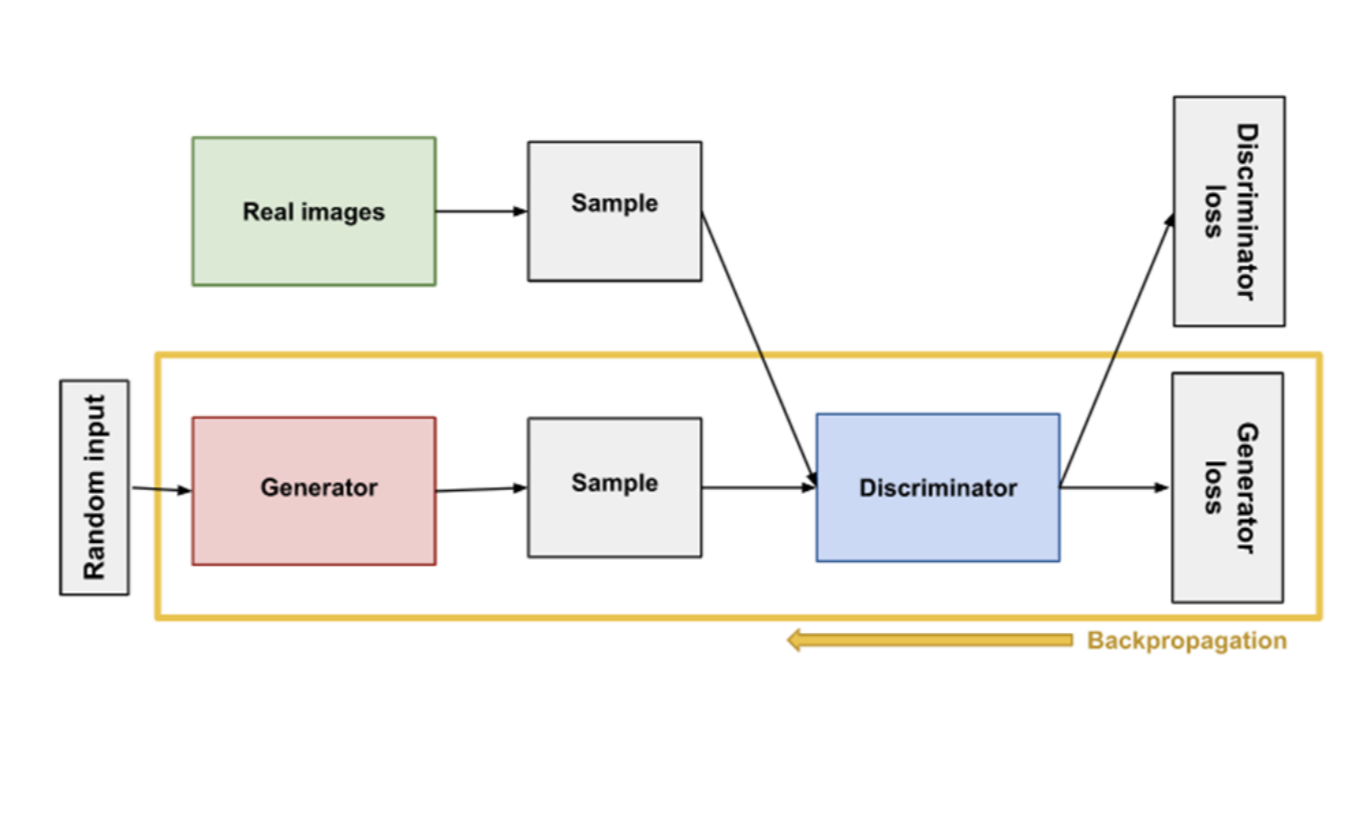 Real images
Sample
Discriminator
loss
Random input
Generator
Sample
Discriminator
Generator
loss
Backpropagation